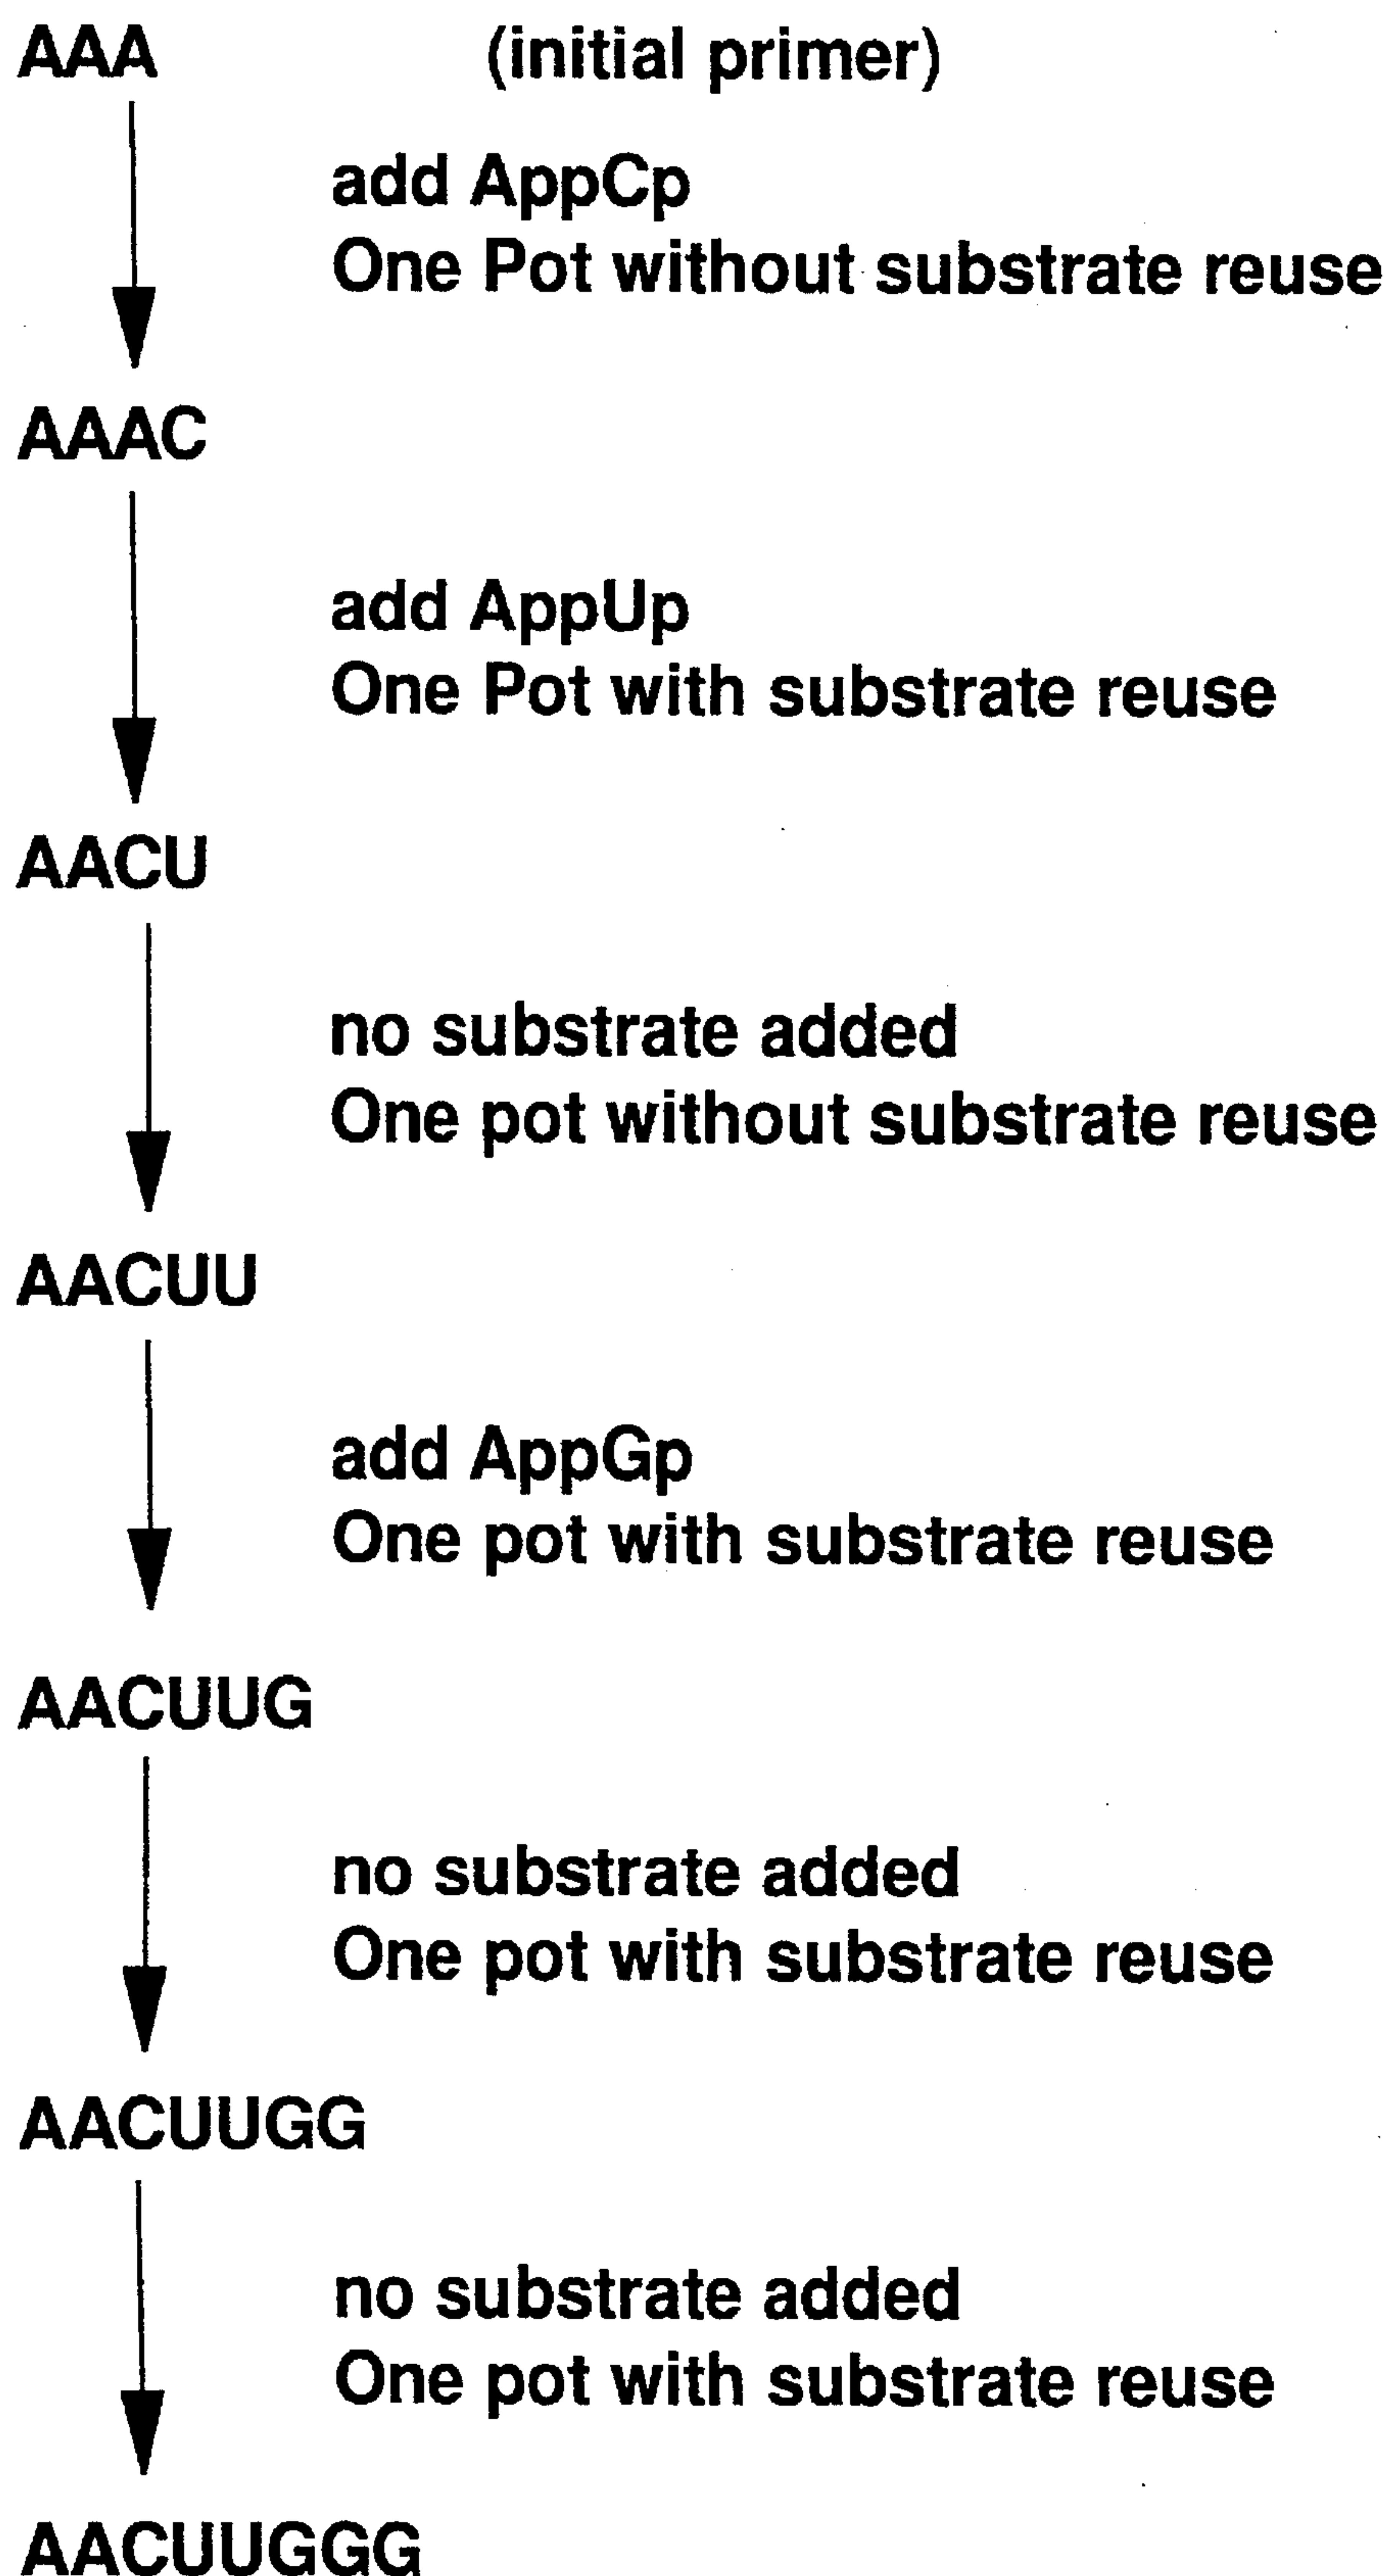 AAA (initial primer)
add AppCp
One Pot without substrate reuse
AAAC
add AppUp
One Pot with substrate reuse
AACU
no substrate added
One pot without substrate reuse
AACUU
add AppGp
One pot with substrate reuse
AACUUG
no substrate added
One pot with substrate reuse
AACUUGG
no substrate added
One pot with substrate reuse
AACUUGGG